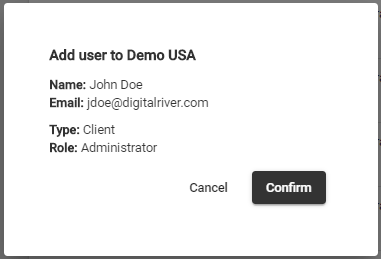 Add user to Demo USA
Name: John Doe
Email: jdoe@digitalriver.com
Type: Client
Role: Administrator
Cancel
Confirm